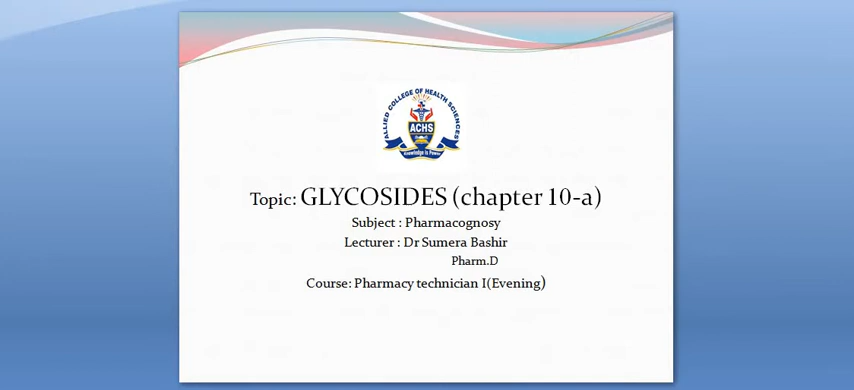 ALLIED COLLEGE OF HEALTH SCIENCES
ACHS
Knowledge Is Power
Topic: GLYCOSIDES (chapter 10-a)
Subject : Pharmacognosy
Lecturer : Dr Sumera Bashir
Pharm.D
Course: Pharmacy technician I(Evening)